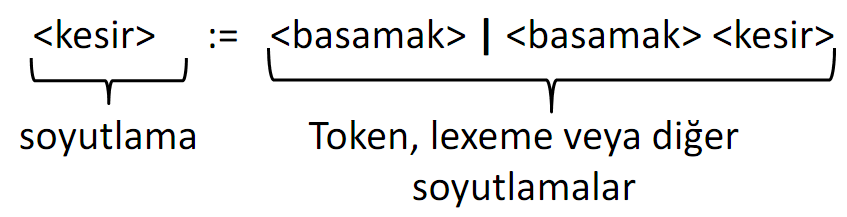 <kesir> := <basamak> | <basamak> <kesir>
soyutlama
Token, lexeme veya diğer
soyutlamalar